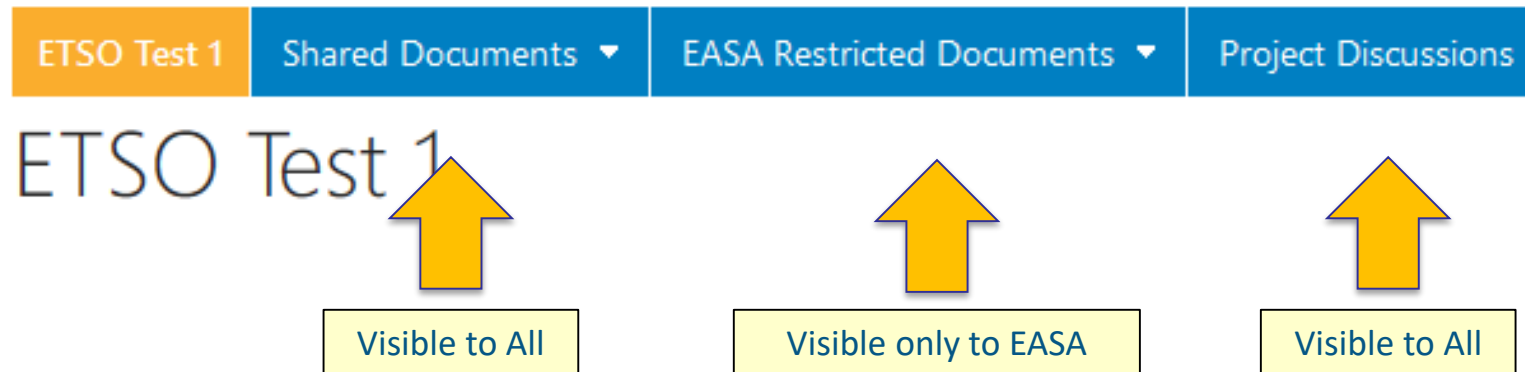 ETSO Test 1 Shared Documents EASA Restricted Documents Project Discussions
ETSO Test 1
Visible to All Visible only to EASA Visible to All